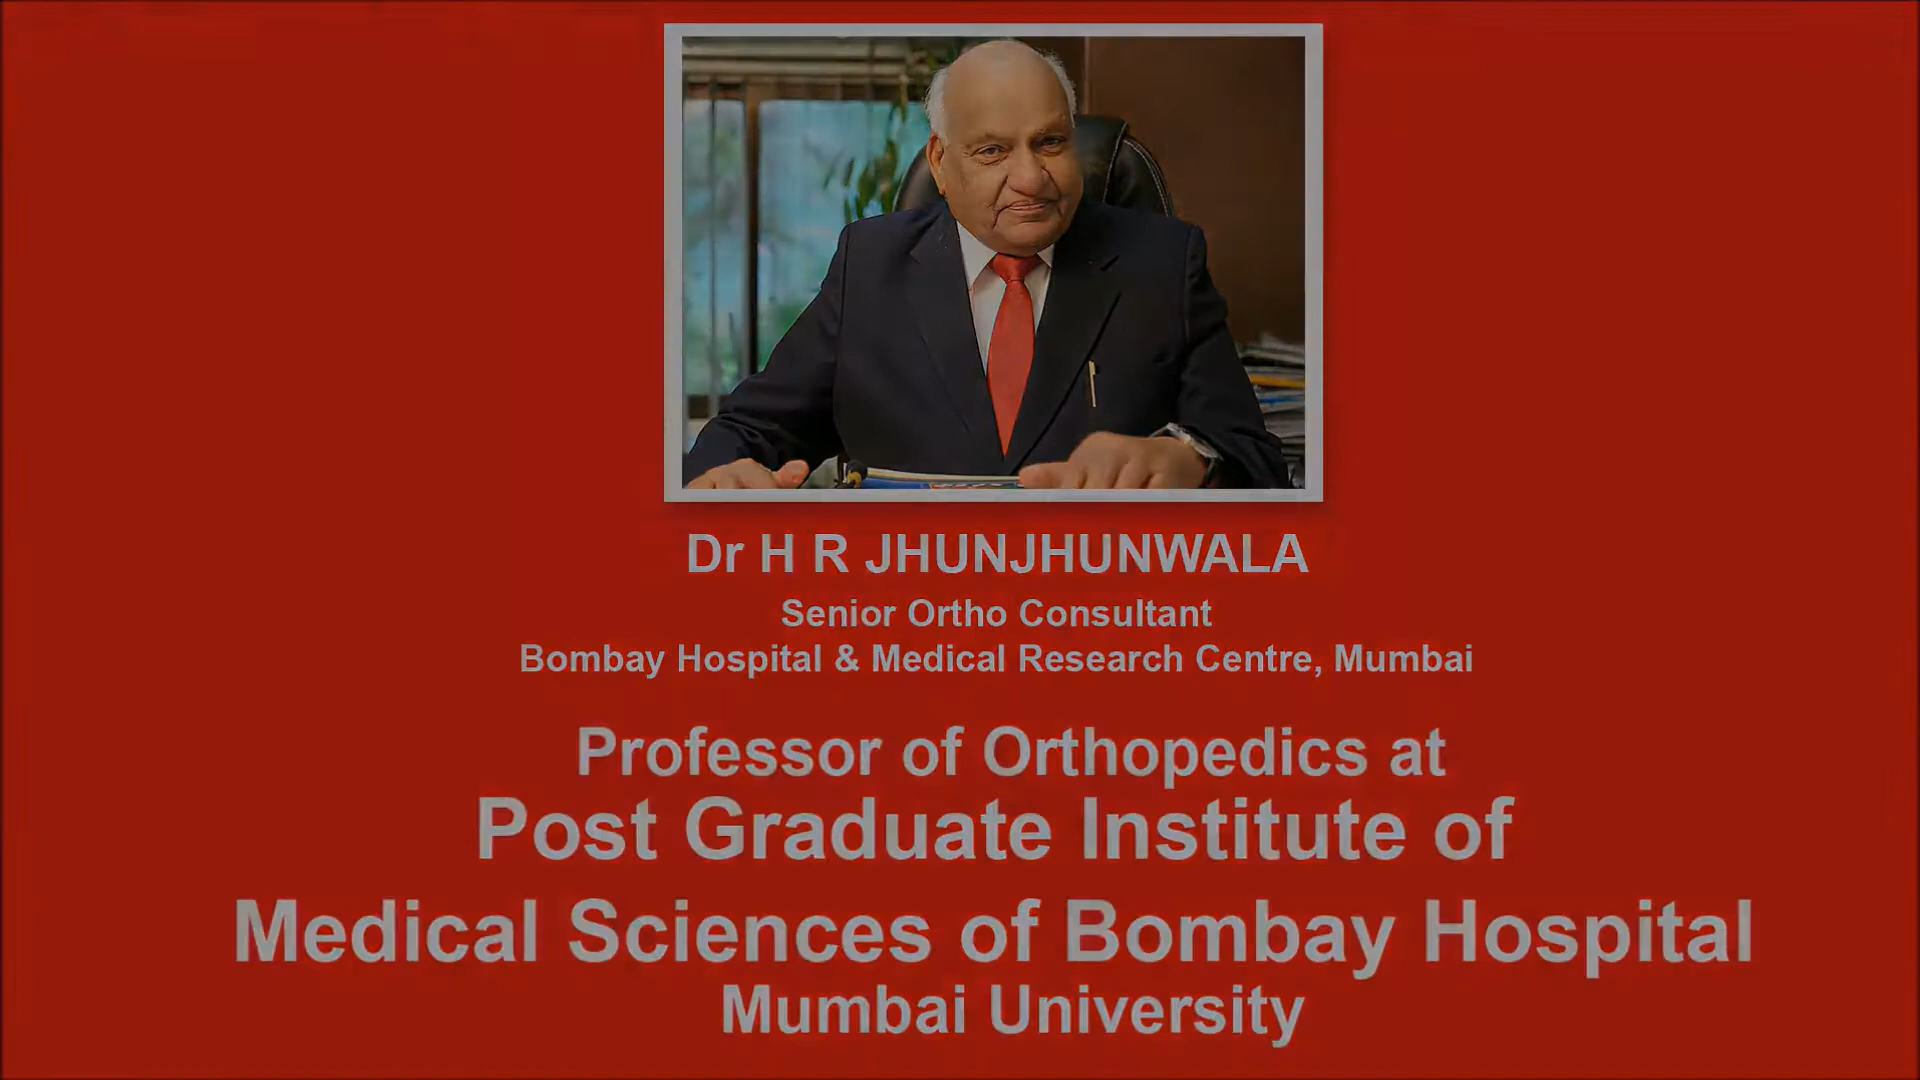 Dr H R JHUNJHUNWALA
Senior Ortho Consultant
Bombay Hospital & Medical Research Centre, Mumbai
Professor of Orthopedics at
Post Graduate Institute of
Medical Sciences of Bombay Hospital
Mumbai University